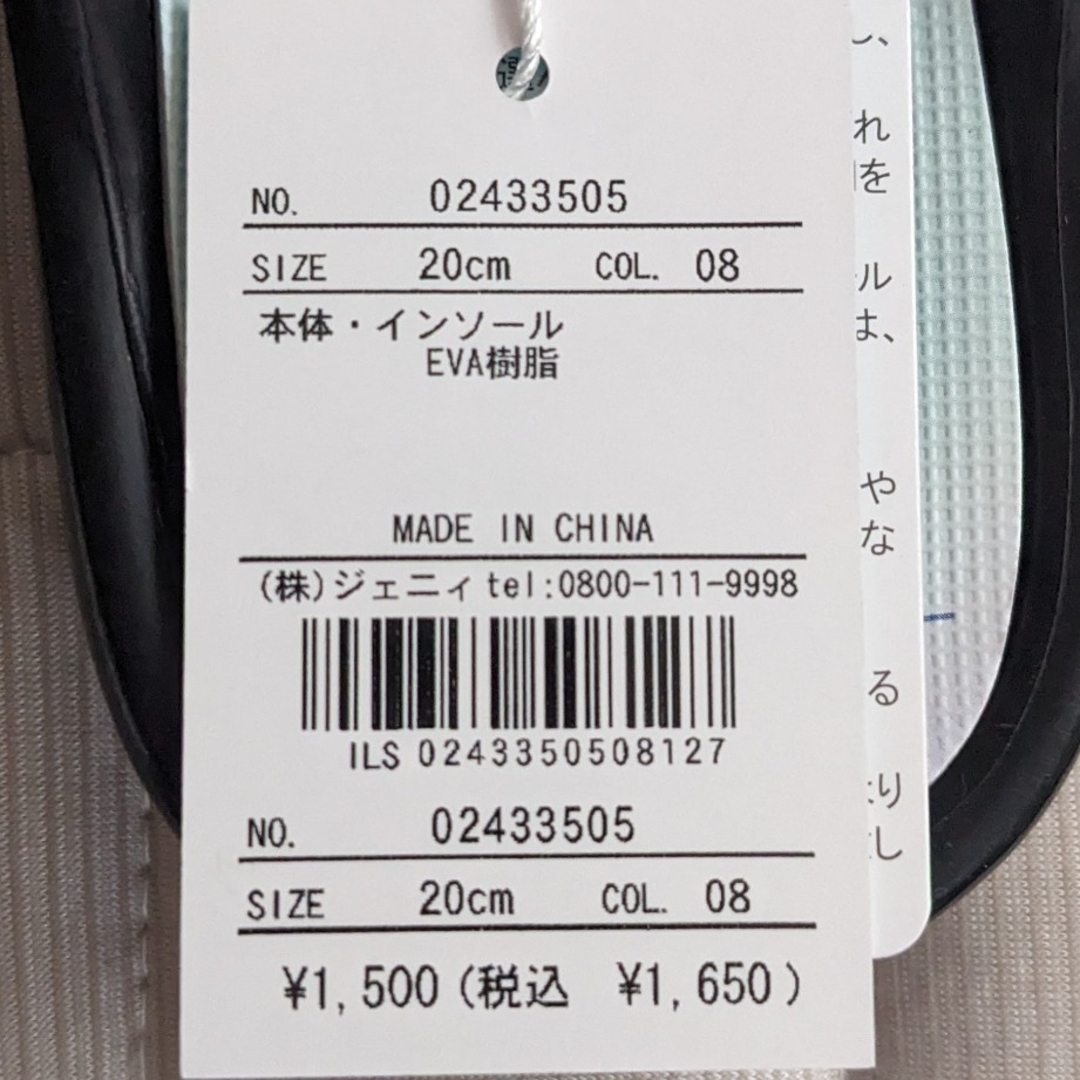 NO. 02433505
SIZE 20cm COL. 08
本体・インソール
EVA樹脂
MADE IN CHINA
(株)ジェニィ tel:0800-111-9998
ILS 0243350508127
NO. 02433505
SIZE 20cm COL. 08
¥1,500(税込 ¥1,650)
れ
を
ル
は、
や
な
る
り
し